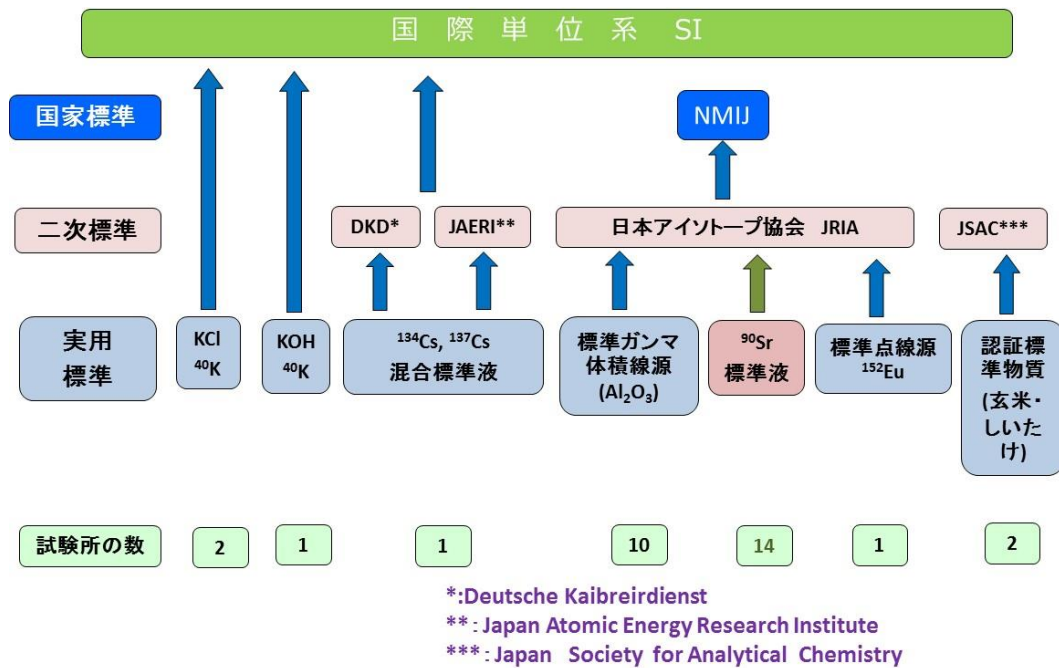 国 際 単 位 系 SI
国家標準
NMIJ
二次標準
DKD*
JAERI**
日本アイソトープ協会 JRIA
JSAC***
実用
標準
KCl
⁴⁰K
KOH
⁴⁰K
¹³⁴Cs, ¹³⁷Cs
混合標準液
標準ガンマ
体積線源
(Al₂O₃)
⁹⁰Sr
標準液
標準点線源
¹⁵²Eu
認証標
準物質
(玄米・
しいた
け)
試験所の数
2
1
1
10
14
1
2
*:Deutsche Kaibreirdienst
**：Japan Atomic Energy Research Institute
***：Japan Society for Analytical Chemistry